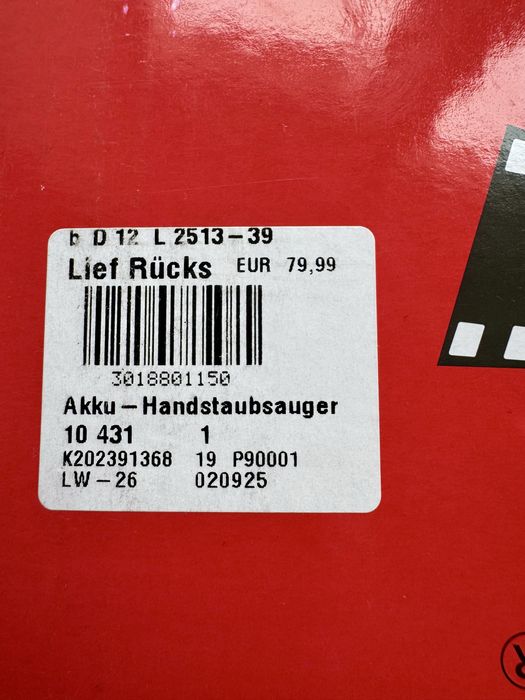 b D 12 L 2513-39
Lief Rücks EUR 79,99
3018801150
Akku-Handstaubsauger
10 431 1
K202391368 19 P90001
LW-26 020925